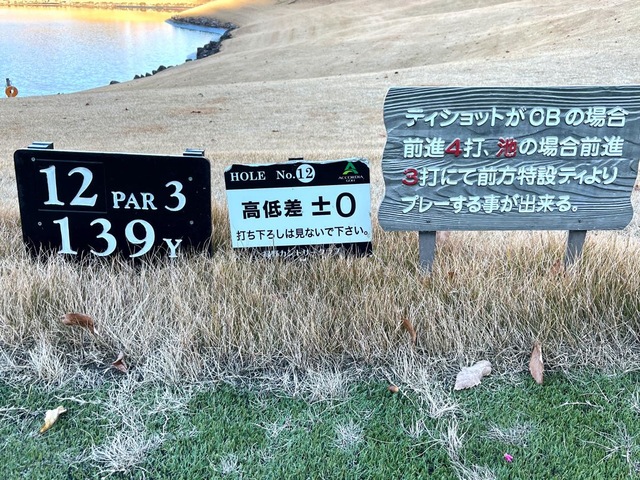 12 PAR 3
139 Y
HOLE No.12
ACCORDIA
GOLF
高低差 ±0
打ち下ろしは見ないで下さい。
ティショットがOBの場合
前進4打、池の場合前進
3打にて前方特設ティより
プレーする事が出来る。